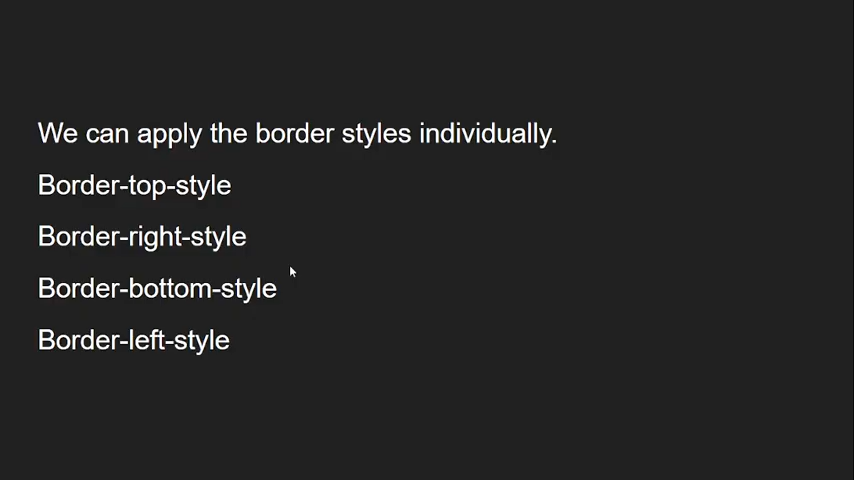 We can apply the border styles individually.
Border-top-style
Border-right-style
Border-bottom-style
Border-left-style